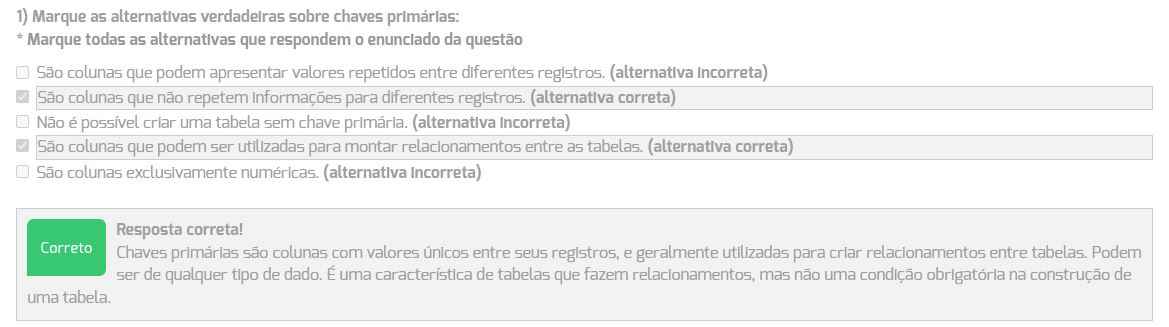 1) Marque as alternativas verdadeiras sobre chaves primárias:
* Marque todas as alternativas que respondem o enunciado da questão
São colunas que podem apresentar valores repetidos entre diferentes registros. (alternativa incorreta)
São colunas que não repetem informações para diferentes registros. (alternativa correta)
Não é possível criar uma tabela sem chave primária. (alternativa incorreta)
São colunas que podem ser utilizadas para montar relacionamentos entre as tabelas. (alternativa correta)
São colunas exclusivamente numéricas. (alternativa incorreta)
Correto
Resposta correta!
Chaves primárias são colunas com valores únicos entre seus registros, e geralmente utilizadas para criar relacionamentos entre tabelas. Podem
ser de qualquer tipo de dado. É uma característica de tabelas que fazem relacionamentos, mas não uma condição obrigatória na construção de
uma tabela.